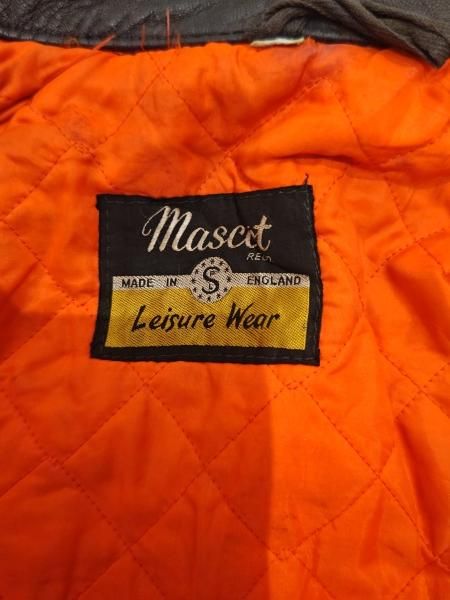 Mascot
REGD
MADE IN S ENGLAND
Leisure Wear